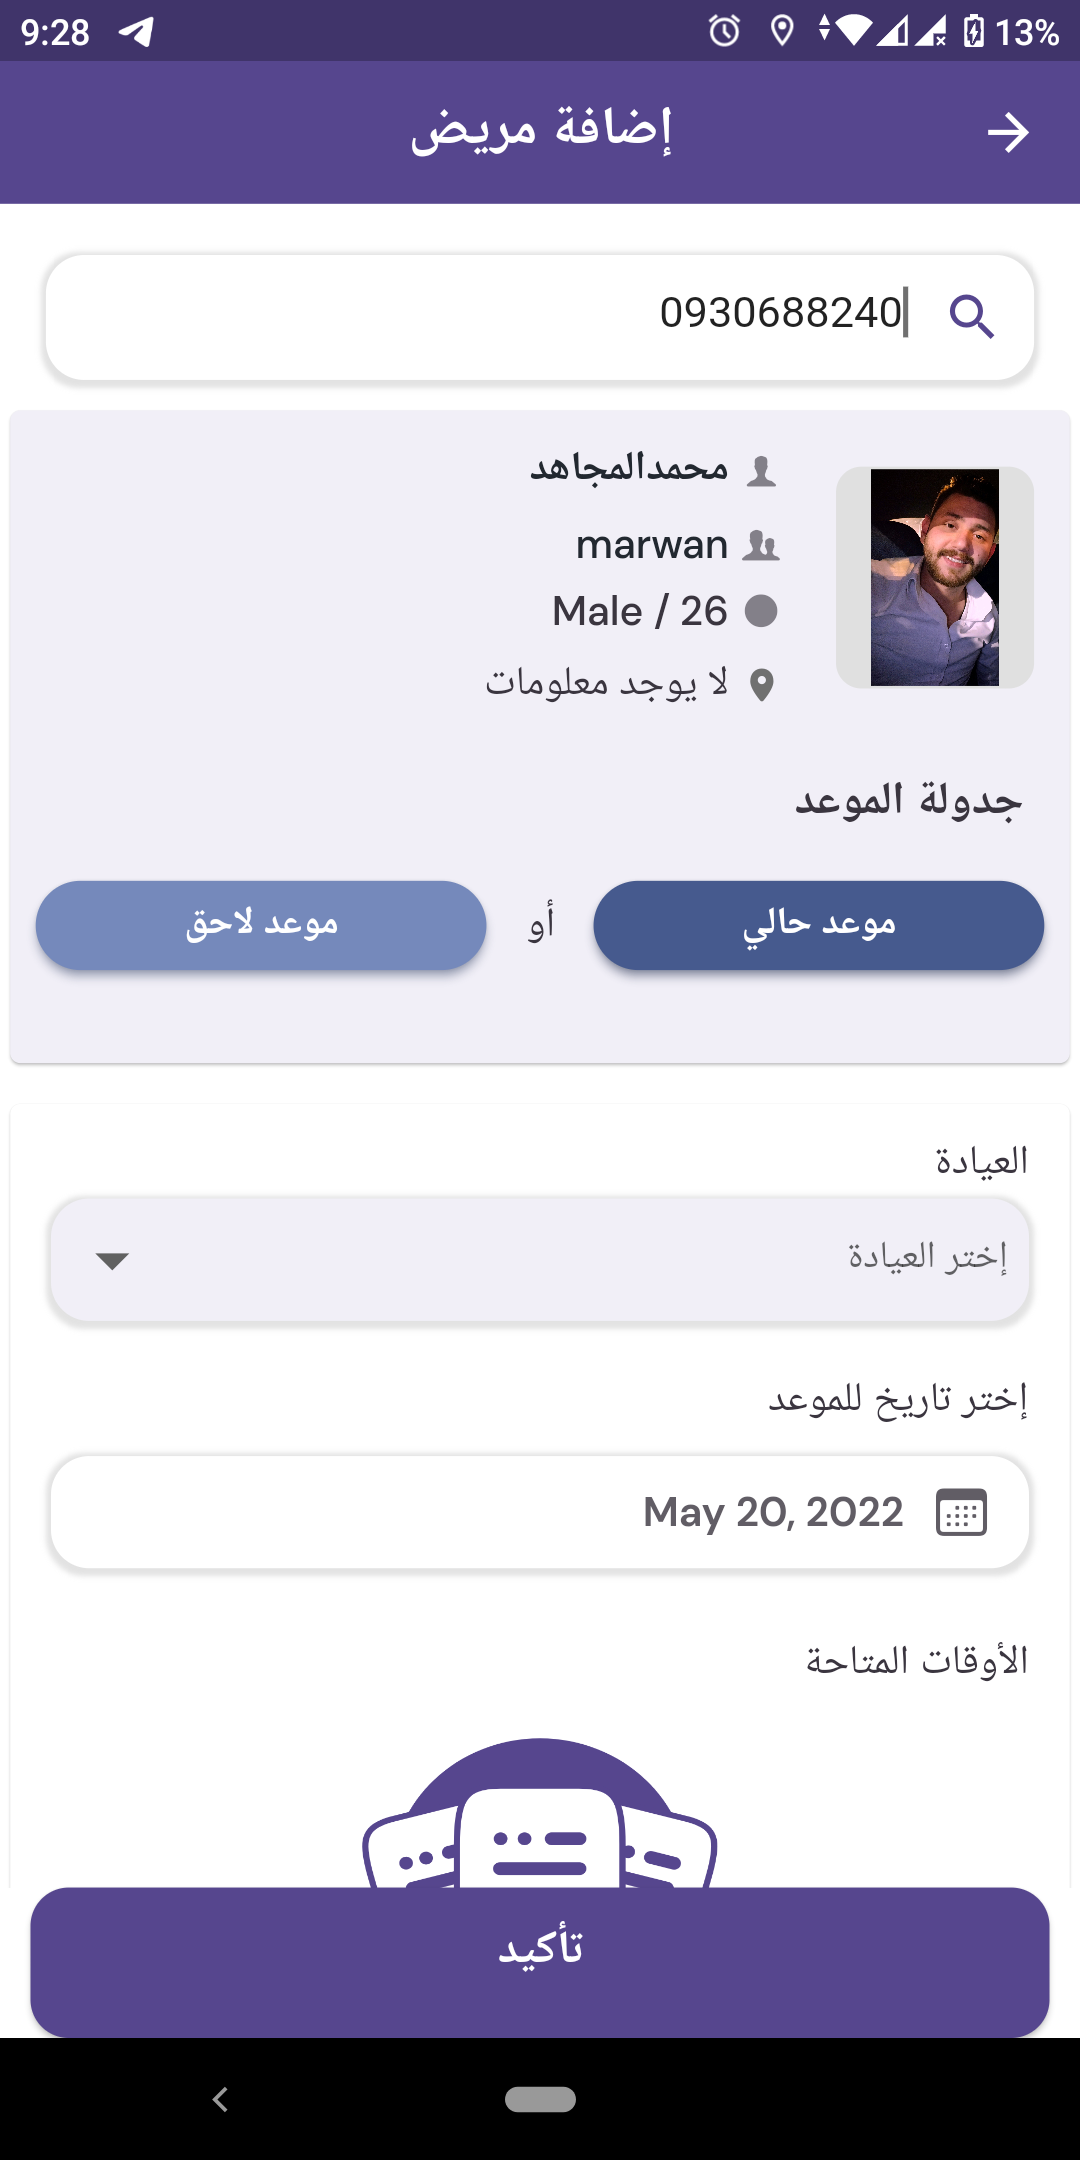 9:28
13%
إضافة مريض
0930688240
محمدالمجاهد
marwan
Male / 26
لا يوجد معلومات
جدولة الموعد
موعد حالي
أو
موعد لاحق
العيادة
إختر العيادة
إختر تاريخ للموعد
May 20, 2022
الأوقات المتاحة
تأكيد